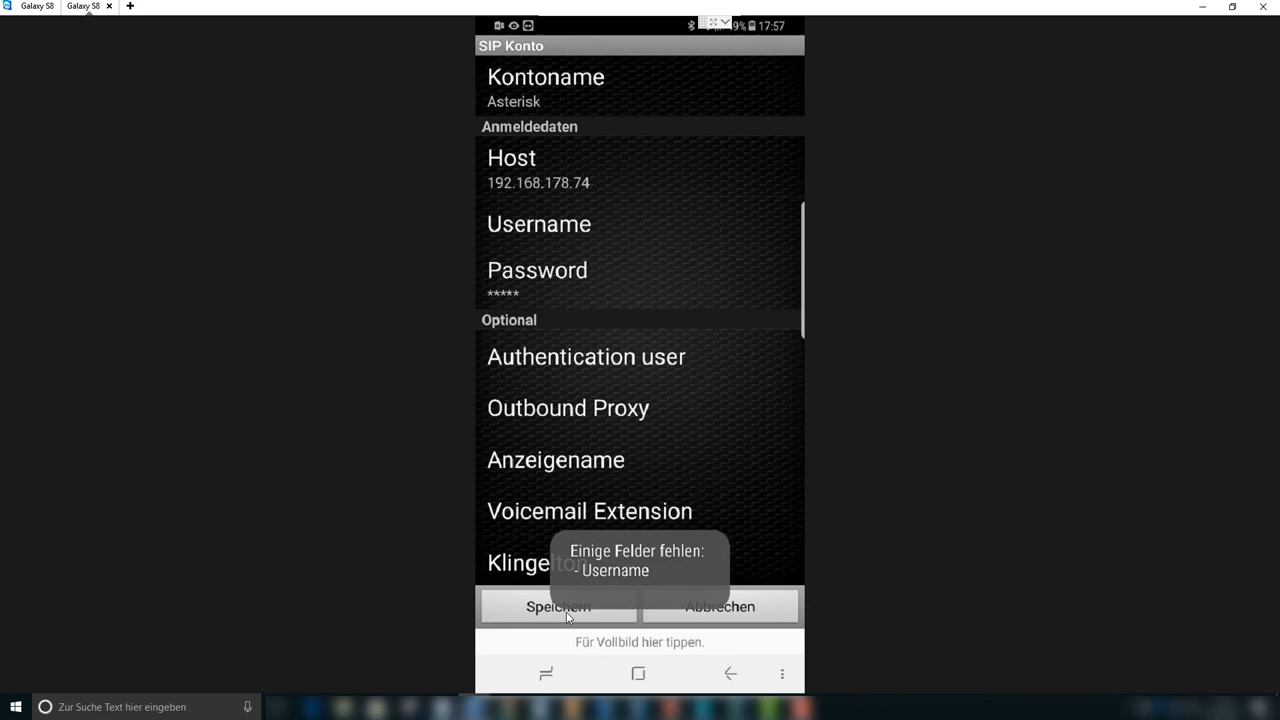 Galaxy S8
Galaxy S8
17:57
SIP Konto
Kontoname
Asterisk
Anmeldedaten
Host
192.168.178.74
Username
Password
*****
Optional
Authentication user
Outbound Proxy
Anzeigename
Voicemail Extension
Klingelton
Einige Felder fehlen:
- Username
Speichern
Abbrechen
Für Vollbild hier tippen.
Zur Suche Text hier eingeben